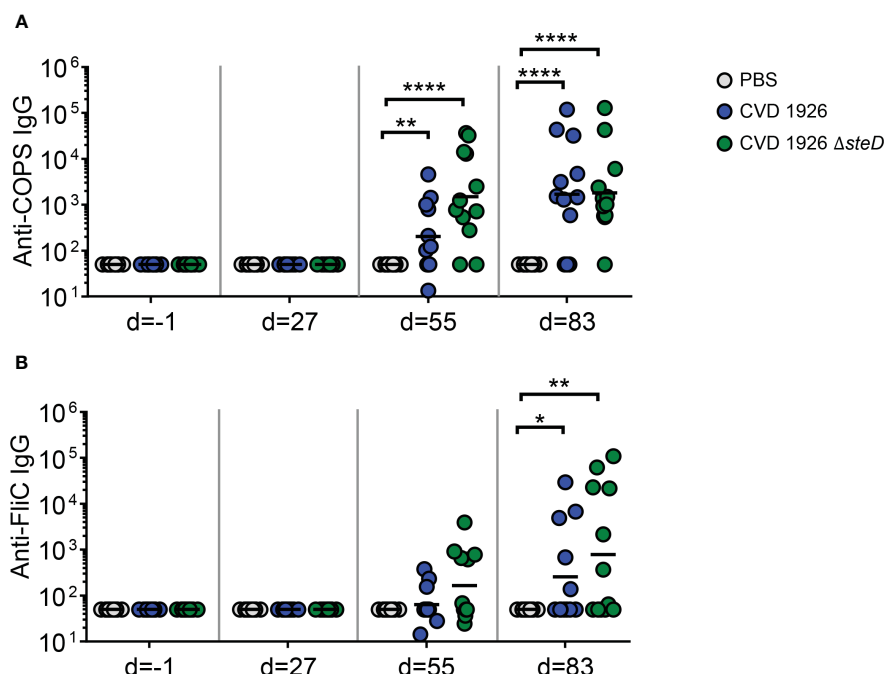 A
Anti-COPS IgG
10⁶
10⁵
10⁴
10³
10²
10¹
**
****
****
****
d=-1 d=27 d=55 d=83
PBS
CVD 1926
CVD 1926 ΔsteD
B
Anti-FliC IgG
10⁶
10⁵
10⁴
10³
10²
10¹
*
**
d=-1 d=27 d=55 d=83